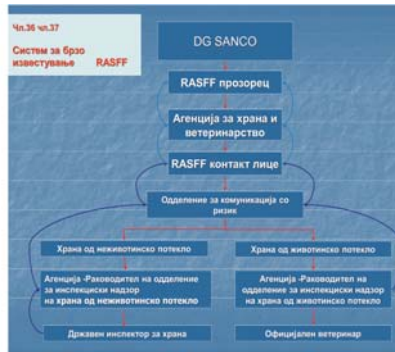 Чл.36 чл.37
Систем за брзо
известување RASFF
DG SANCO
RASFF прозорец
Агенција за храна и
ветеринарство
RASFF контакт лице
Одделение за комуникација со
ризик
Храна од неживотинско потекло
Храна од животинско потекло
Агенција -Раководител на одделение
за инспекциски надзор
на храна од неживотинско потекло
Агенција -Раководител на
одделение за инспекциски надзор
на храна од животинско потекло
Државен инспектор за храна
Официјален ветеринар